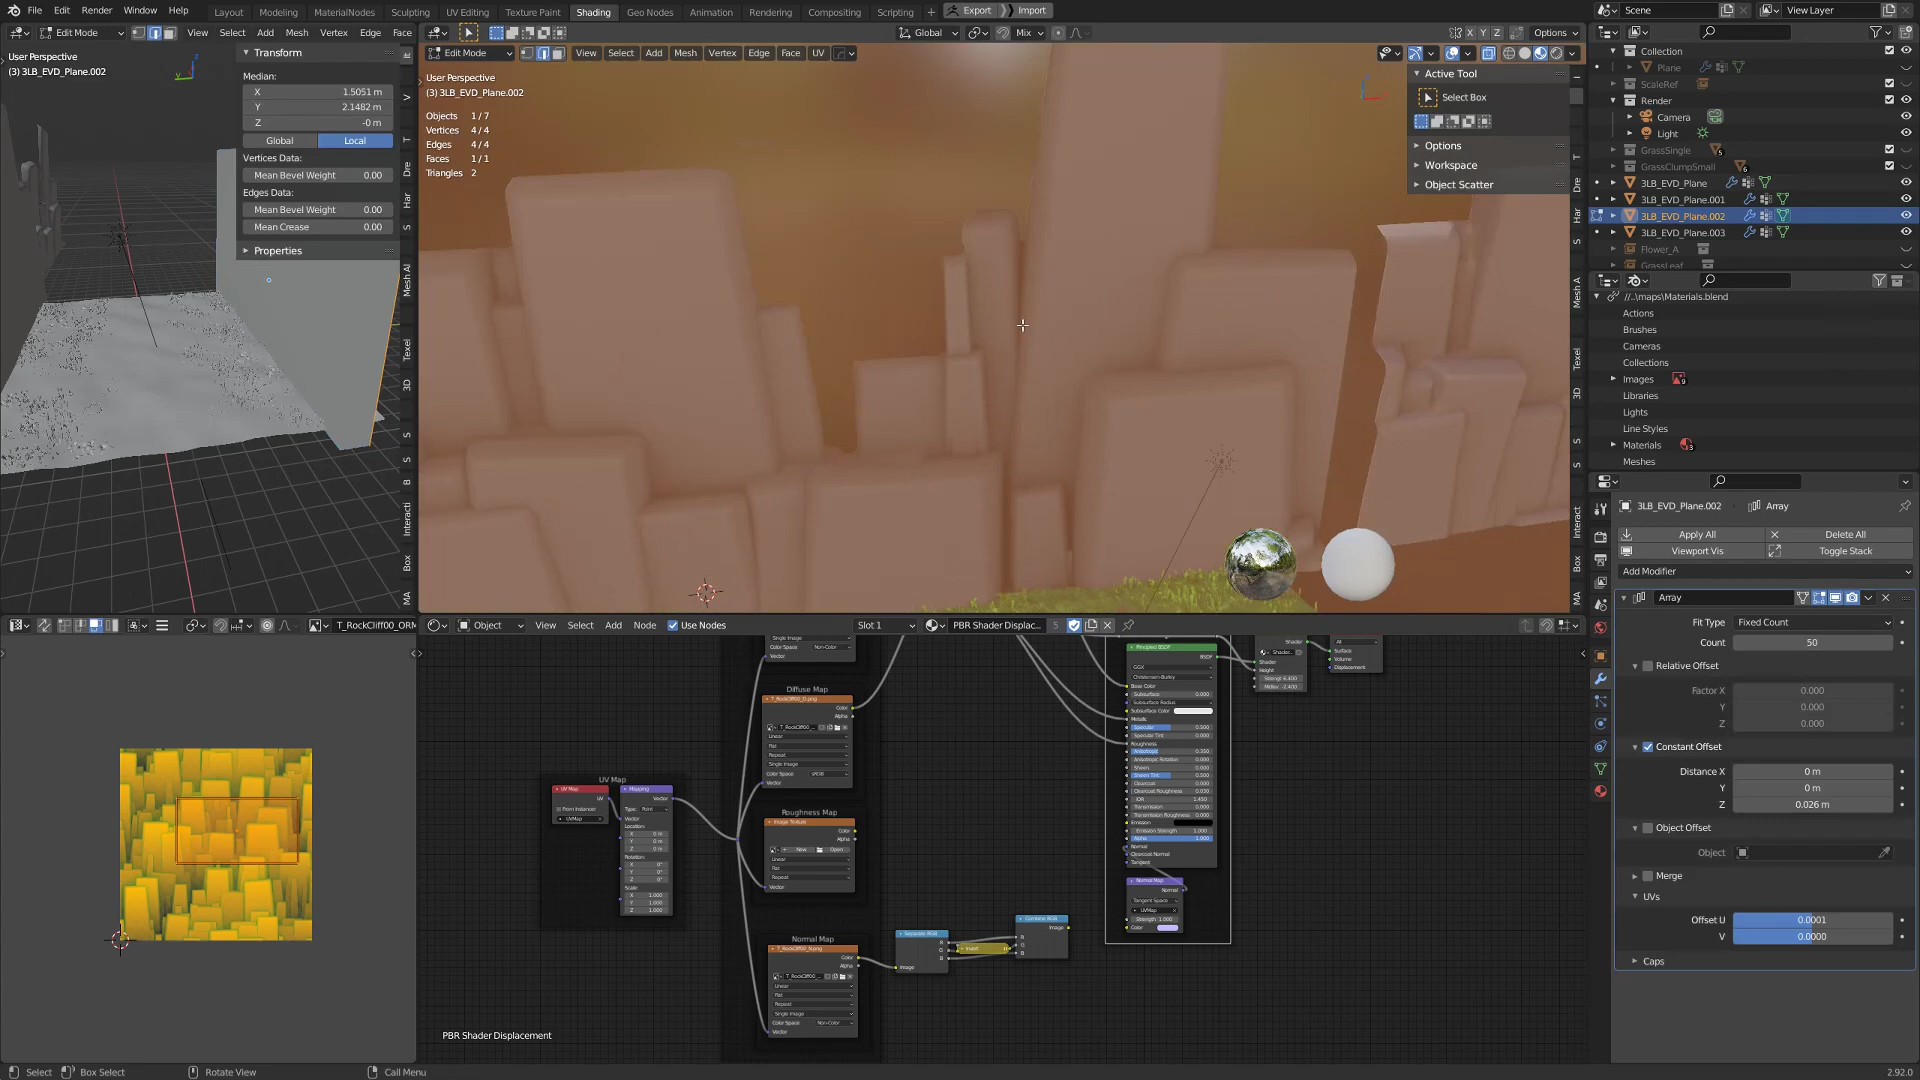 File Edit Render Window Help
Layout Modeling MaterialNodes Sculpting UV Editing Texture Paint Shading Geo Nodes Animation Rendering Compositing Scripting + Export Import
Scene View Layer
Edit Mode View Select Add Mesh Vertex Edge Face
Global Mix X Y Z Options
Edit Mode View Select Add Mesh Vertex Edge Face UV
User Perspective
(3) 3LB_EVD_Plane.002
Transform
Median:
X 1.5051 m
Y 2.1482 m
Z -0 m
Global Local
Vertices Data:
Mean Bevel Weight 0.00
Edges Data:
Mean Bevel Weight 0.00
Mean Crease 0.00
Properties
User Perspective
(3) 3LB_EVD_Plane.002
Objects 1/7
Vertices 4/4
Edges 4/4
Faces 1/1
Triangles 2
Active Tool
Select Box
Options
Workspace
Object Scatter
Collection
Plane
ScaleRef
Render
Camera
Light
GrassSingle 5
GrassClumpSmall 6
3LB_EVD_Plane
3LB_EVD_Plane.001
3LB_EVD_Plane.002
3LB_EVD_Plane.003
Flower_A
GrassLeaf
//..\maps\Materials.blend
Actions
Brushes
Cameras
Collections
Images 9
Libraries
Lights
Line Styles
Materials 3
Meshes
3LB_EVD_Plane.002 Array
Apply All Delete All
Viewport Vis Toggle Stack
Add Modifier
Array
Fit Type Fixed Count
Count 50
Relative Offset
Factor X 0.000
Y 0.000
Z 0.000
Constant Offset
Distance X 0 m
Y 0 m
Z 0.026 m
Object Offset
Object
Merge
UVs
Offset U 0.0001
V 0.0000
Caps
T_RockCliff00_ORM
Object View Select Add Node Use Nodes Slot 1 PBR Shader Displac... 5
Single Image
Color Space Non-Color
Vector
Diffuse Map
T_RockCliff00_D.png
Color
Alpha
T_RockCliff00_...
Linear
Flat
Repeat
Single Image
Color Space sRGB
Vector
UV Map
UV Map
UV
From Instancer
UVMap
Mapping
Vector
Type: Point
Vector
Location:
X 0 m
Y 0 m
Z 0 m
Rotation:
X 0°
Y 0°
Z 0°
Scale:
X 1.000
Y 1.000
Z 1.000
Roughness Map
Image Texture
Color
Alpha
New Open
Linear
Flat
Repeat
Vector
Normal Map
T_RockCliff00_N.png
Color
Alpha
T_RockCliff00_...
Linear
Flat
Repeat
Single Image
Color Space Non-Color
Vector
Separate RGB
R
G
B
Image
Invert
Combine RGB
Image
R
G
B
Principled BSDF
BSDF
GGX
Christensen-Burley
Base Color
Subsurface 0.000
Subsurface Radius
Subsurface Color
Metallic
Specular 0.500
Specular Tint 0.000
Roughness
Anisotropic 0.350
Anisotropic Rotation 0.000
Sheen 0.000
Sheen Tint 0.500
Clearcoat 0.000
Clearcoat Roughness 0.030
IOR 1.450
Transmission 0.000
Transmission Roughness 0.000
Emission
Emission Strength 1.000
Alpha 1.000
Normal
Clearcoat Normal
Tangent
Normal Map
Normal
Tangent Space
UVMap
Strength 1.000
Color
Shader
Shader...
Shader
Height
All
Surface
Volume
Displacement
PBR Shader Displacement
Select Box Select Rotate View Call Menu 2.92.0